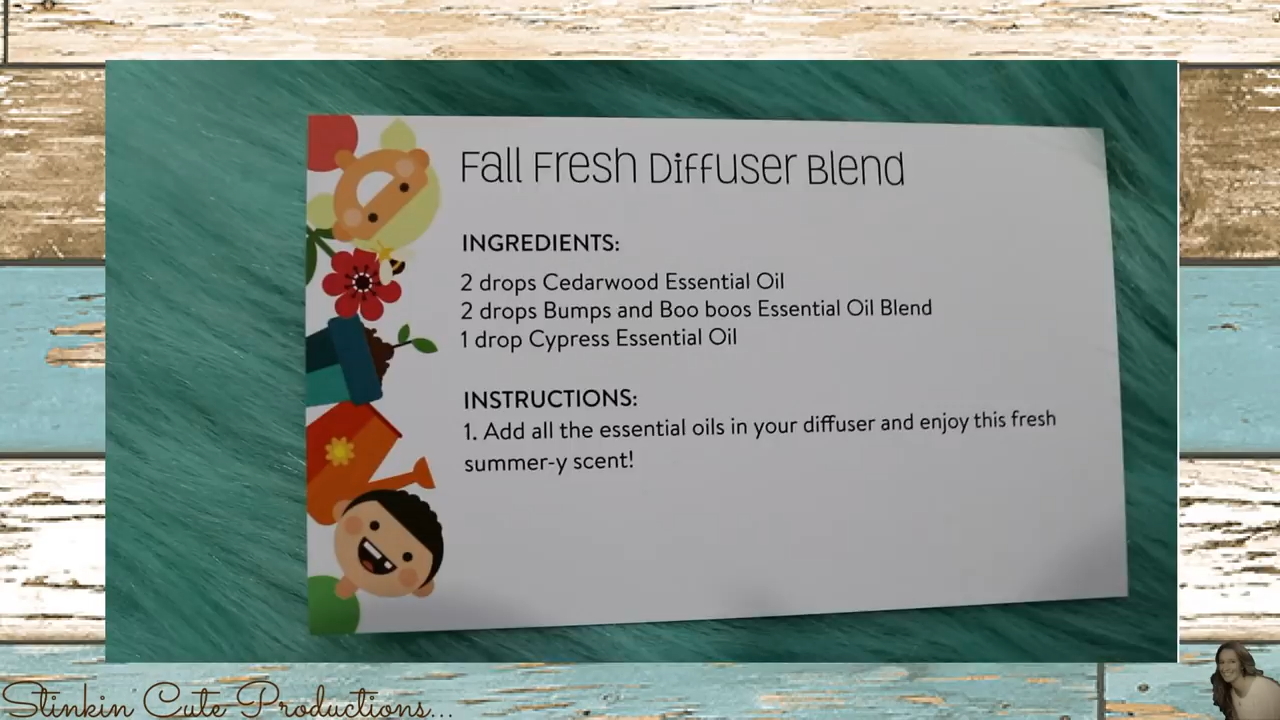 Fall Fresh Diffuser Blend
INGREDIENTS:
2 drops Cedarwood Essential Oil
2 drops Bumps and Boo boos Essential Oil Blend
1 drop Cypress Essential Oil
INSTRUCTIONS:
1. Add all the essential oils in your diffuser and enjoy this fresh
summer-y scent!
Stinkin Cute Productions...